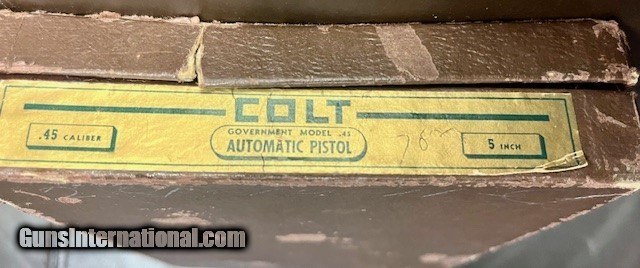 COLT
GOVERNMENT MODEL .45
AUTOMATIC PISTOL
.45 CALIBER
5 INCH
GunsInternational.com